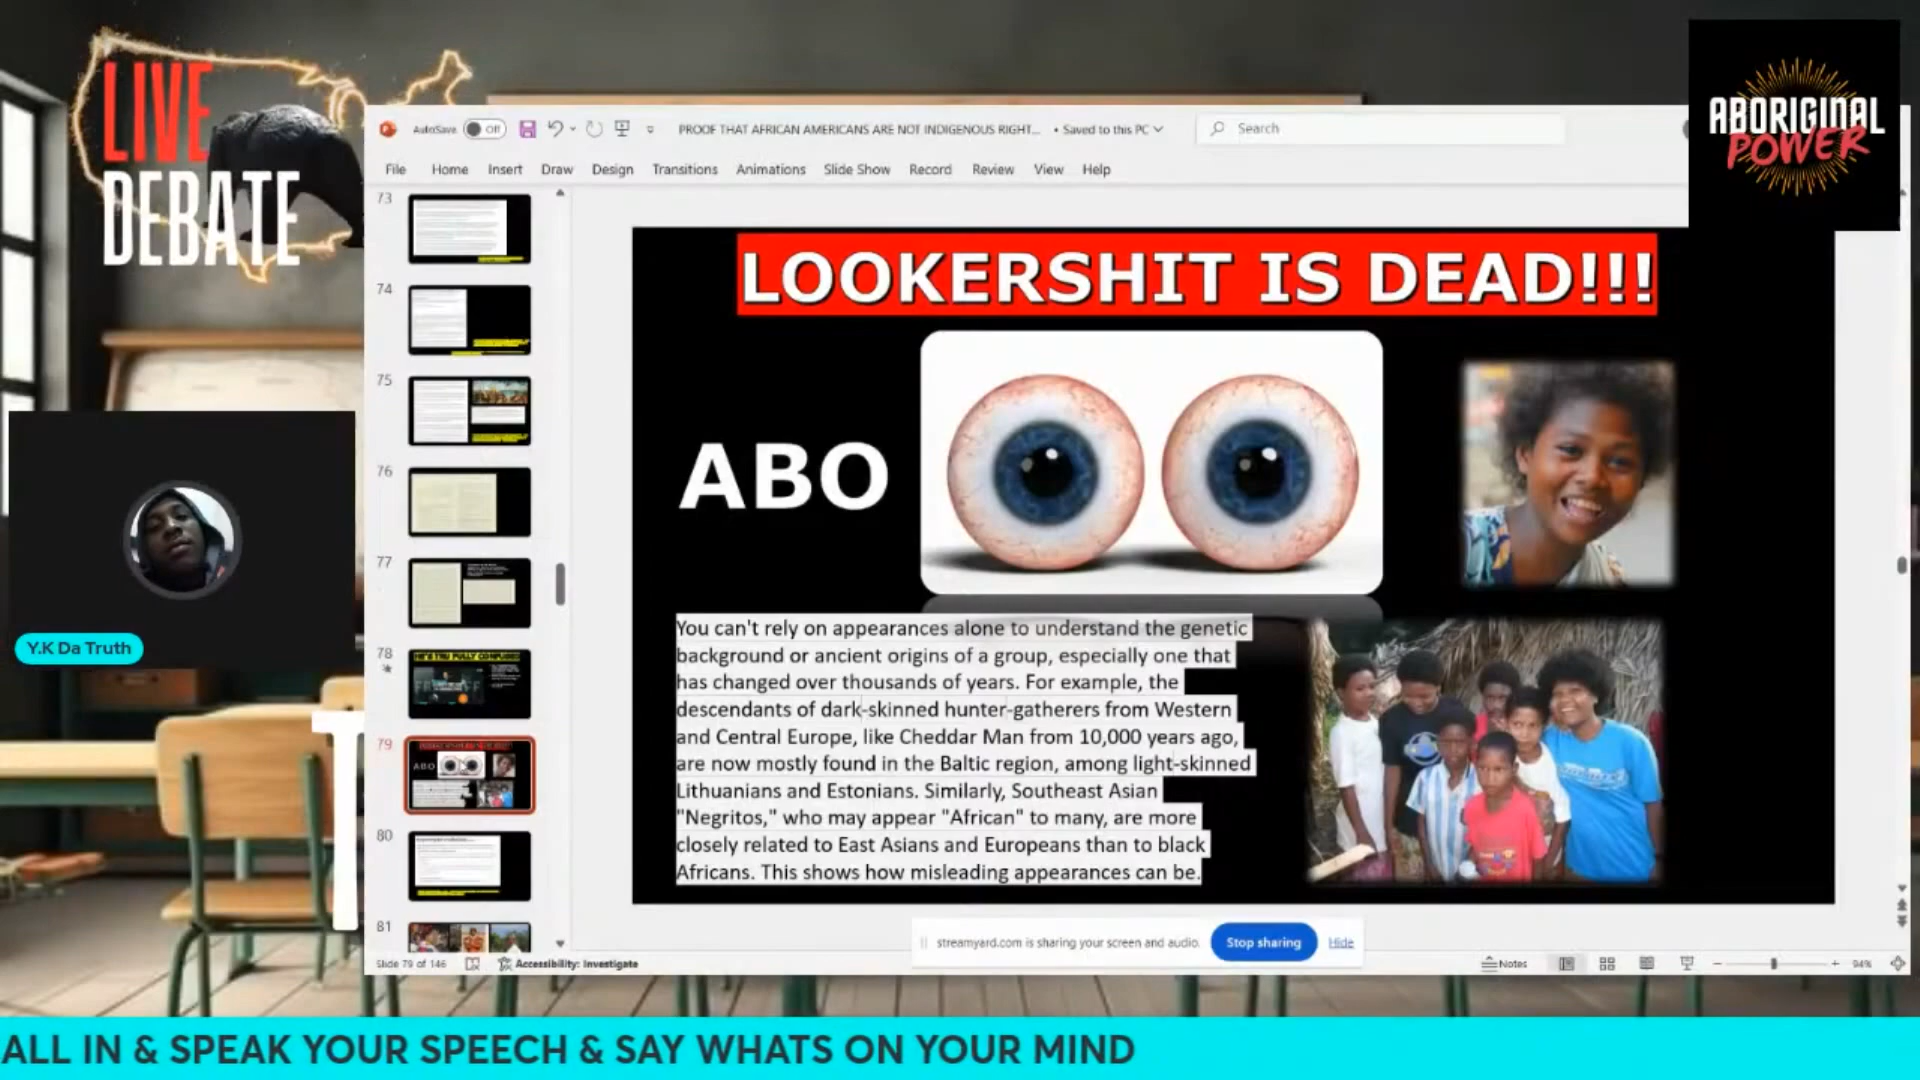 LIVE
DEBATE
ABORIGINAL
POWER
AutoSave Off PROOF THAT AFRICAN AMERICANS ARE NOT INDIGENOUS RIGHT... • Saved to this PC Search
File Home Insert Draw Design Transitions Animations Slide Show Record Review View Help
73
74
75
76
77
78
79
80
81
LOOKERSHIT IS DEAD!!!
ABO
You can't rely on appearances alone to understand the genetic
background or ancient origins of a group, especially one that
has changed over thousands of years. For example, the
descendants of dark-skinned hunter-gatherers from Western
and Central Europe, like Cheddar Man from 10,000 years ago,
are now mostly found in the Baltic region, among light-skinned
Lithuanians and Estonians. Similarly, Southeast Asian
"Negritos," who may appear "African" to many, are more
closely related to East Asians and Europeans than to black
Africans. This shows how misleading appearances can be.
Y.K Da Truth
streamyard.com is sharing your screen and audio. Stop sharing Hide
Slide 79 of 146 Accessibility: Investigate Notes 94%
ALL IN & SPEAK YOUR SPEECH & SAY WHATS ON YOUR MIND